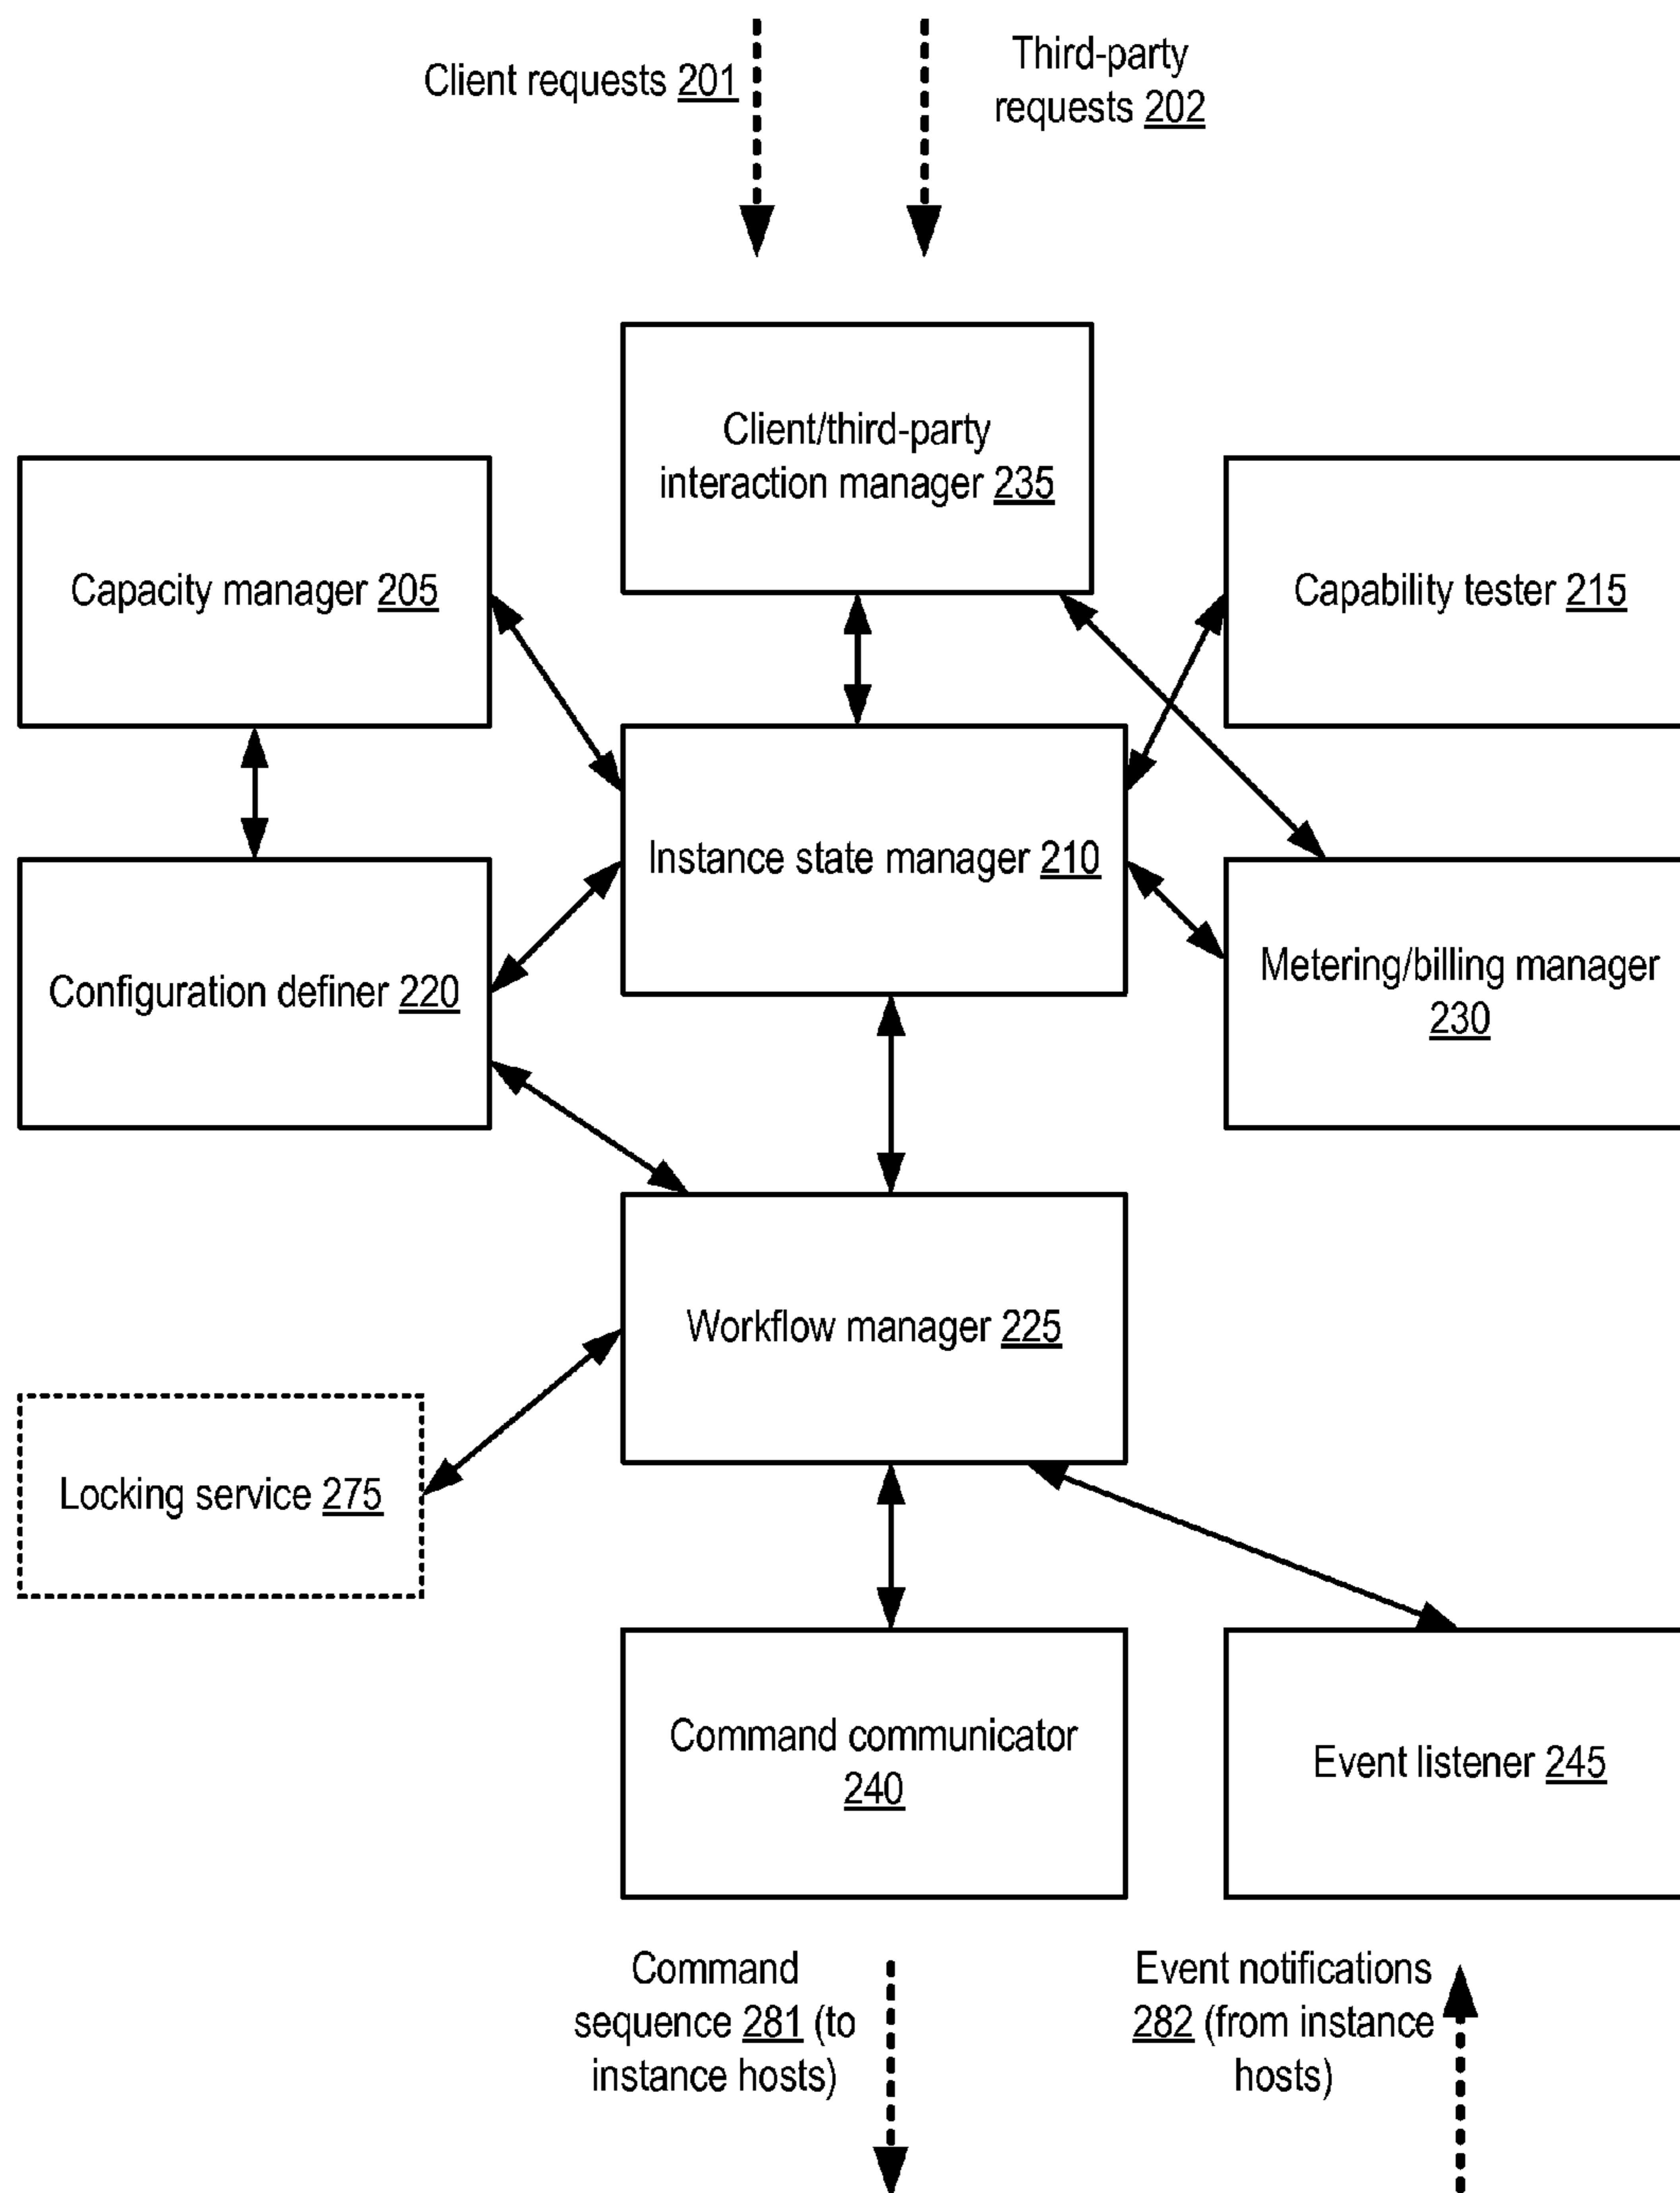 Client requests 201
Third-party
requests 202
Client/third-party
interaction manager 235
Capacity manager 205
Capability tester 215
Instance state manager 210
Configuration definer 220
Metering/billing manager
230
Workflow manager 225
Locking service 275
Command communicator
240
Event listener 245
Command
sequence 281 (to
instance hosts)
Event notifications
282 (from instance
hosts)